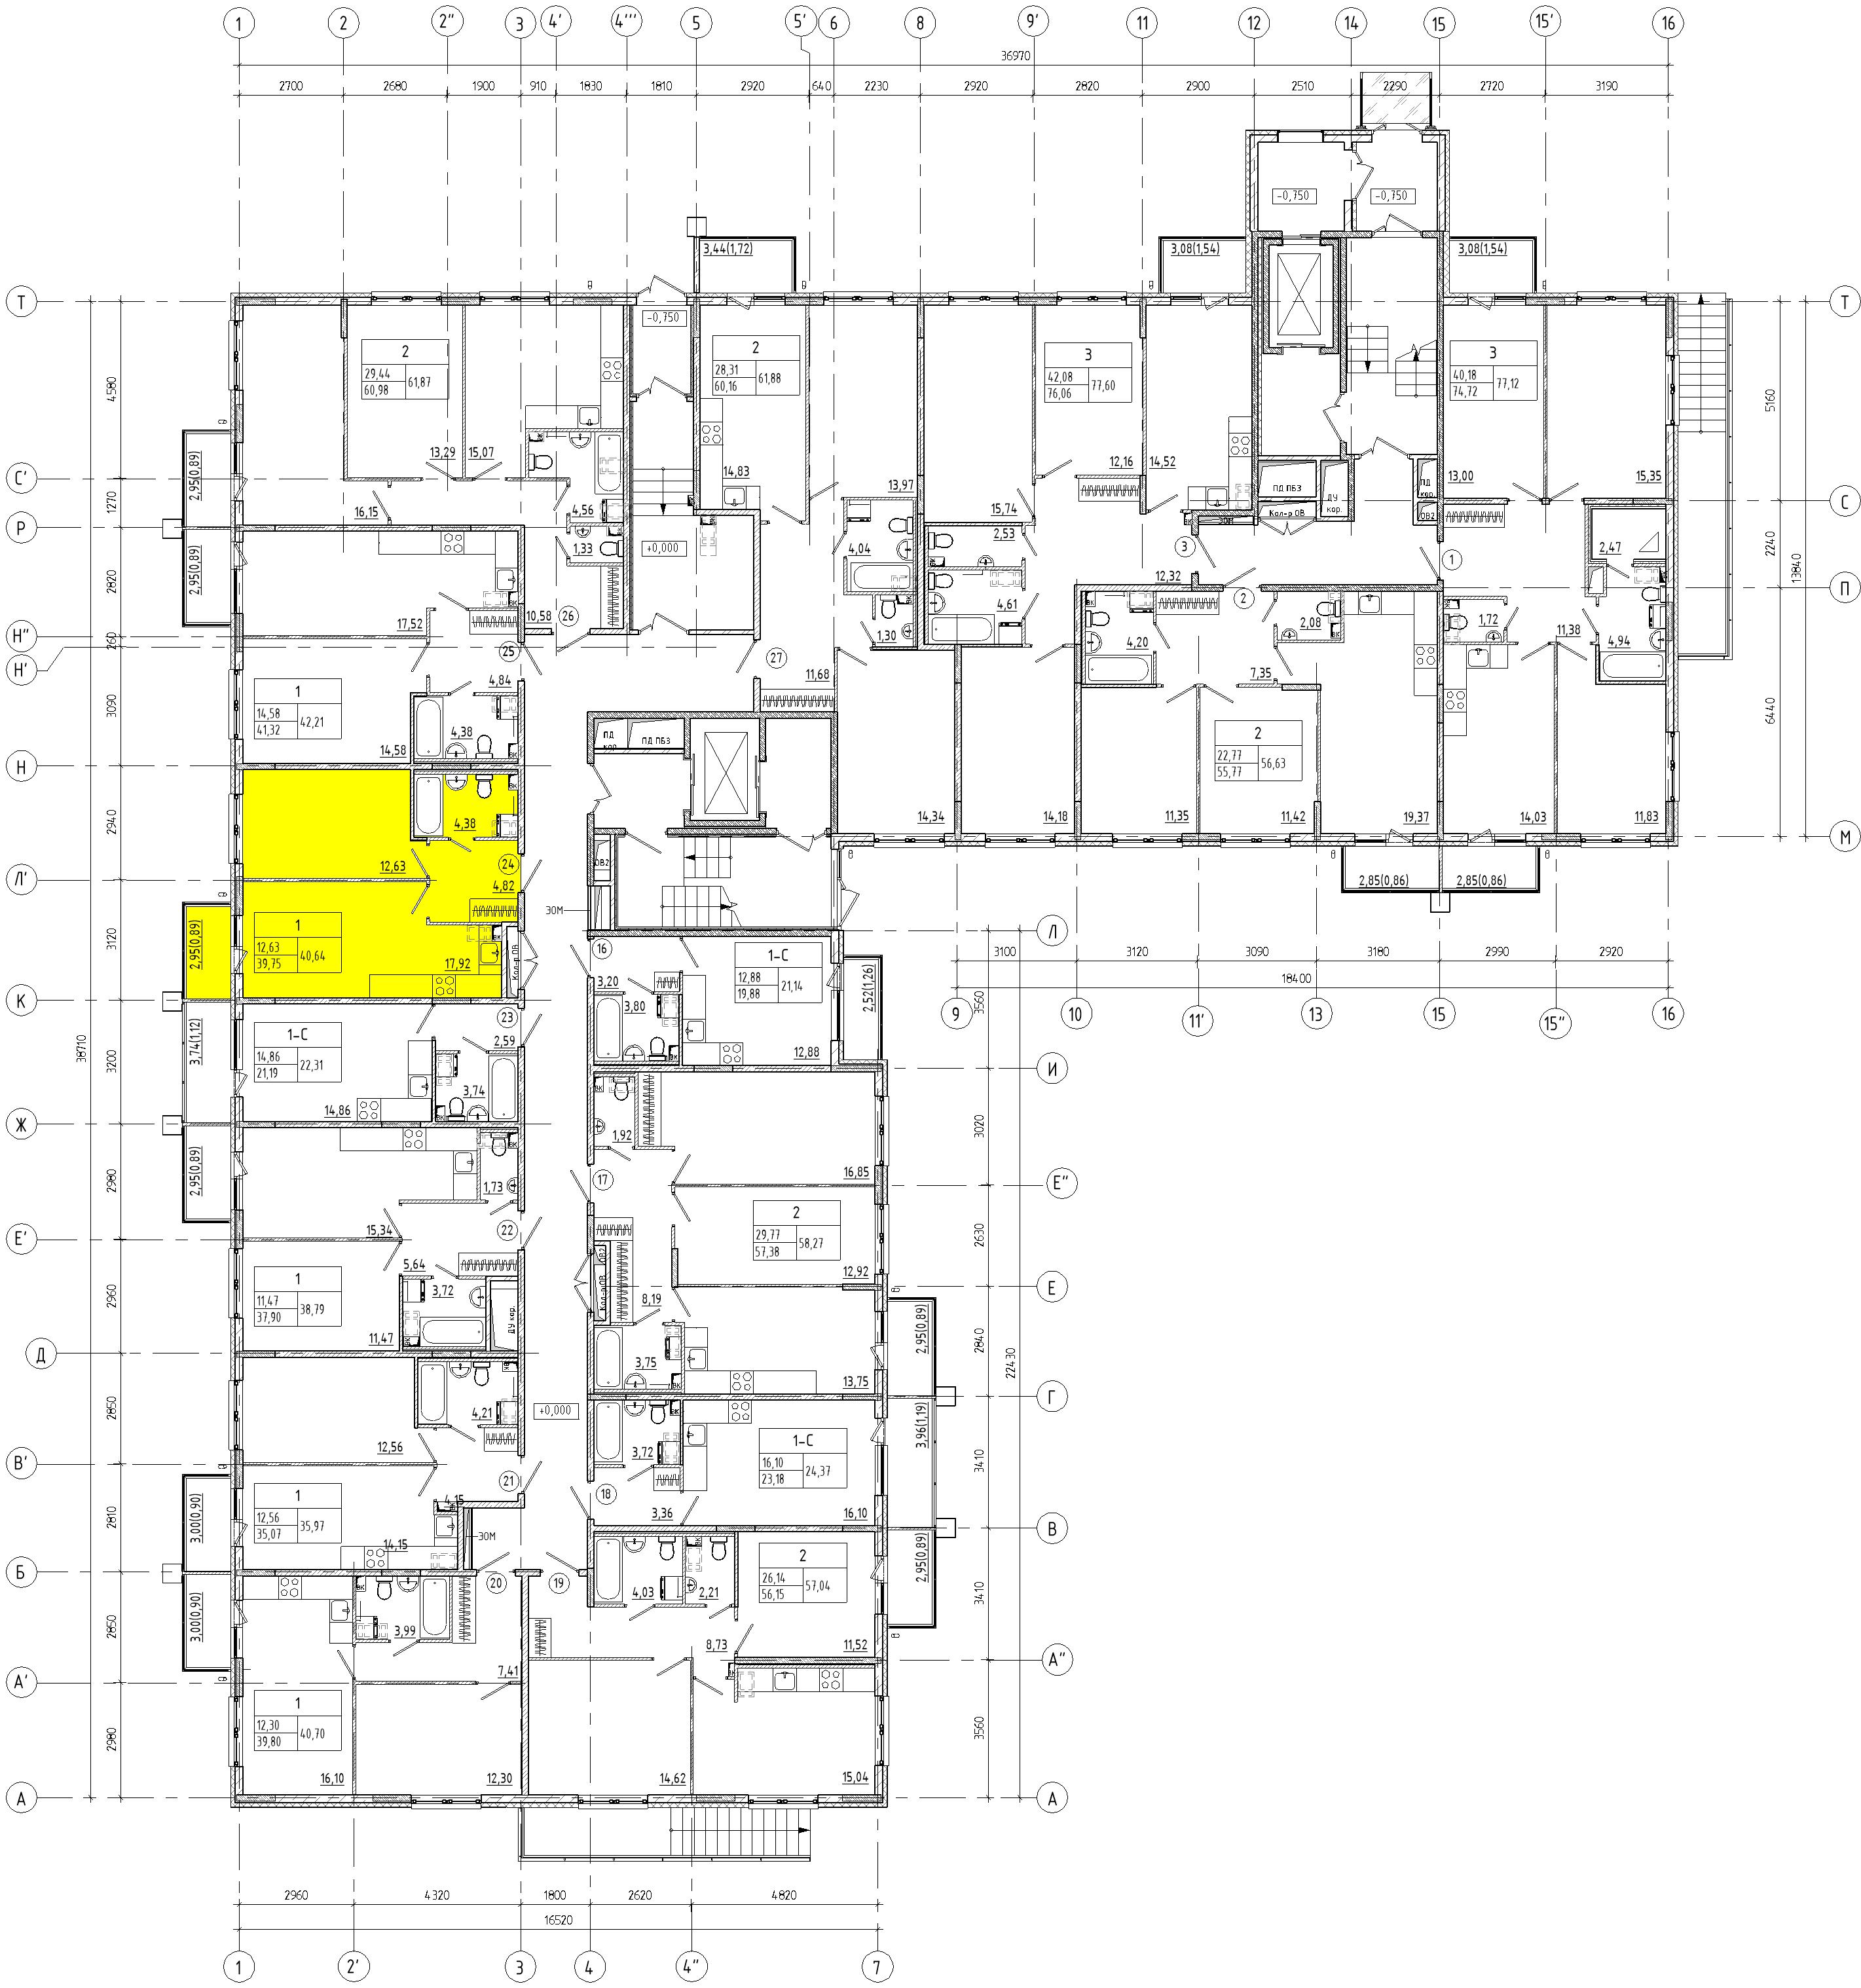 1 2 2" 3 4' 4''' 5 5' 6 8 9' 11 12 14 15 15' 16
36970
2700 2680 1900 910 1830 1810 2920 640 2230 2920 2820 2900 2510 2290 2720 3190
-0,750 -0,750
3,44(1,72) 3,08(1,54) 3,08(1,54)
Т Т
-0,750
2
29,44 61,87
60,98
2
28,31 61,88
60,16
3
42,08 77,60
76,06
3
40,18 77,12
74,72
4580 5160
13,29 15,07 14,83 12,16 14,52 13,00 15,35
С' С
2,95(0,89)
16,15 4,56 13,97 15,74
ПД ПБЗ ДУ кор. ПД кор.
Кол-р ОВ ОВ2
ЭОМ
1270
Р
1,33 +0,000 4,04 2,53 3 1 2,47
2240 13840
2,95(0,89)
2820
12,32 П
17,52 10,58 26 4,61 2 2,08 1,72 11,38
Н"
260
Н'
25 27 1,30 4,20 4,94
4,84 11,68 7,35
3090
1
14,58 42,21
41,32
6440
4,38 ПД кор. ПД ПБЗ
14,58
2
22,77 56,63
55,77
Н
2940
4,38
14,34 14,18 11,35 11,42 19,37 14,03 11,83
М
12,63 24 ОВ2
Л'
4,82
2,85(0,86) 2,85(0,86)
ЭОМ
2,95(0,89)
1
12,63 40,64
39,75
3120
17,92 Кол-р ОВ
16 Л
3100 3120 3090 3180 2990 2920
18400
1-С
12,88 21,14
19,88
3,20 3,80 2,52(1,26) 3560
К
23 9 10 11' 13 15 15" 16
3,74(1,12)
1-С
14,86 22,31
21,19
2,59 12,88
38710 3200
И
3,74
14,86
Ж
1,92 3020
2,95(0,89) 2980
1,73 17 16,85 Е"
22
15,34
Е'
2
29,77 58,27
57,38
2630
5,64 ОВ2
3,72 12,92 Е
1
11,47 38,79
37,90
2960
Кол-р ОВ
8,19
ДУ кор.
11,47 2,95(0,89) 2840 22430
Д
3,75 13,75
Г
2850
4,21 +0,000
12,56
3,72
1-С
16,10 24,37
23,18
3,96(1,19) 3410
В'
21 18
3,00(0,90)
1
12,56 35,97
35,07
2810
4,15
3,36 16,10
В
ЭОМ
14,15
2
26,14 57,04
56,15
2,95(0,89) 3410
Б
20 19 4,03 2,21
3,00(0,90) 2850
3,99
8,73 11,52
А"
7,41
А'
1
12,30 40,70
39,80
2980 3560
16,10 12,30 14,62 15,04
А А
2960 4320 1800 2620 4820
16520
1 2' 3 4 4" 7